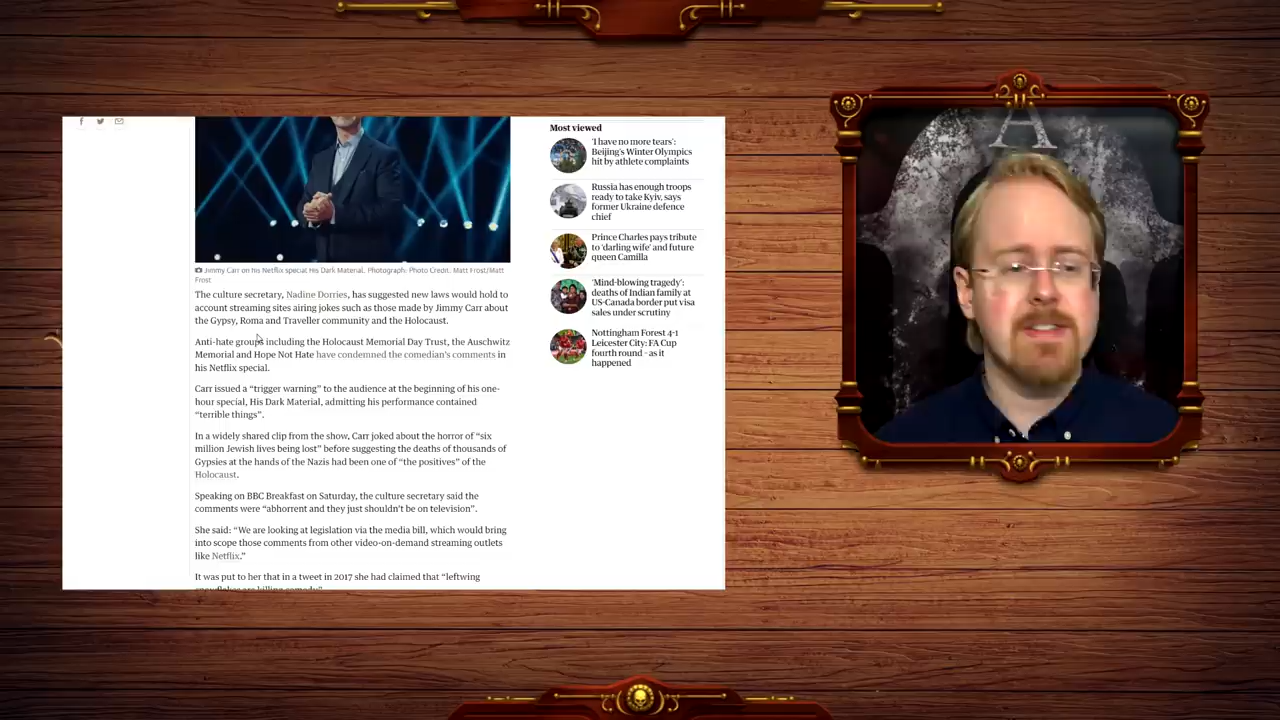 Jimmy Carr on his Netflix special His Dark Material. Photograph: Photo Credit. Matt Frost/Matt
Frost
The culture secretary, Nadine Dorries, has suggested new laws would hold to
account streaming sites airing jokes such as those made by Jimmy Carr about
the Gypsy, Roma and Traveller community and the Holocaust.
Anti-hate groups including the Holocaust Memorial Day Trust, the Auschwitz
Memorial and Hope Not Hate have condemned the comedian's comments in
his Netflix special.
Carr issued a “trigger warning” to the audience at the beginning of his one-
hour special, His Dark Material, admitting his performance contained
“terrible things”.
In a widely shared clip from the show, Carr joked about the horror of “six
million Jewish lives being lost” before suggesting the deaths of thousands of
Gypsies at the hands of the Nazis had been one of “the positives” of the
Holocaust.
Speaking on BBC Breakfast on Saturday, the culture secretary said the
comments were “abhorrent and they just shouldn't be on television”.
She said: “We are looking at legislation via the media bill, which would bring
into scope those comments from other video-on-demand streaming outlets
like Netflix.”
It was put to her that in a tweet in 2017 she had claimed that “leftwing
snowflakes are killing comedy”.
Most viewed
'I have no more tears':
Beijing's Winter Olympics
hit by athlete complaints
Russia has enough troops
ready to take Kyiv, says
former Ukraine defence
chief
Prince Charles pays tribute
to 'darling wife' and future
queen Camilla
'Mind-blowing tragedy':
deaths of Indian family at
US-Canada border put visa
sales under scrutiny
Nottingham Forest 4-1
Leicester City: FA Cup
fourth round – as it
happened
A